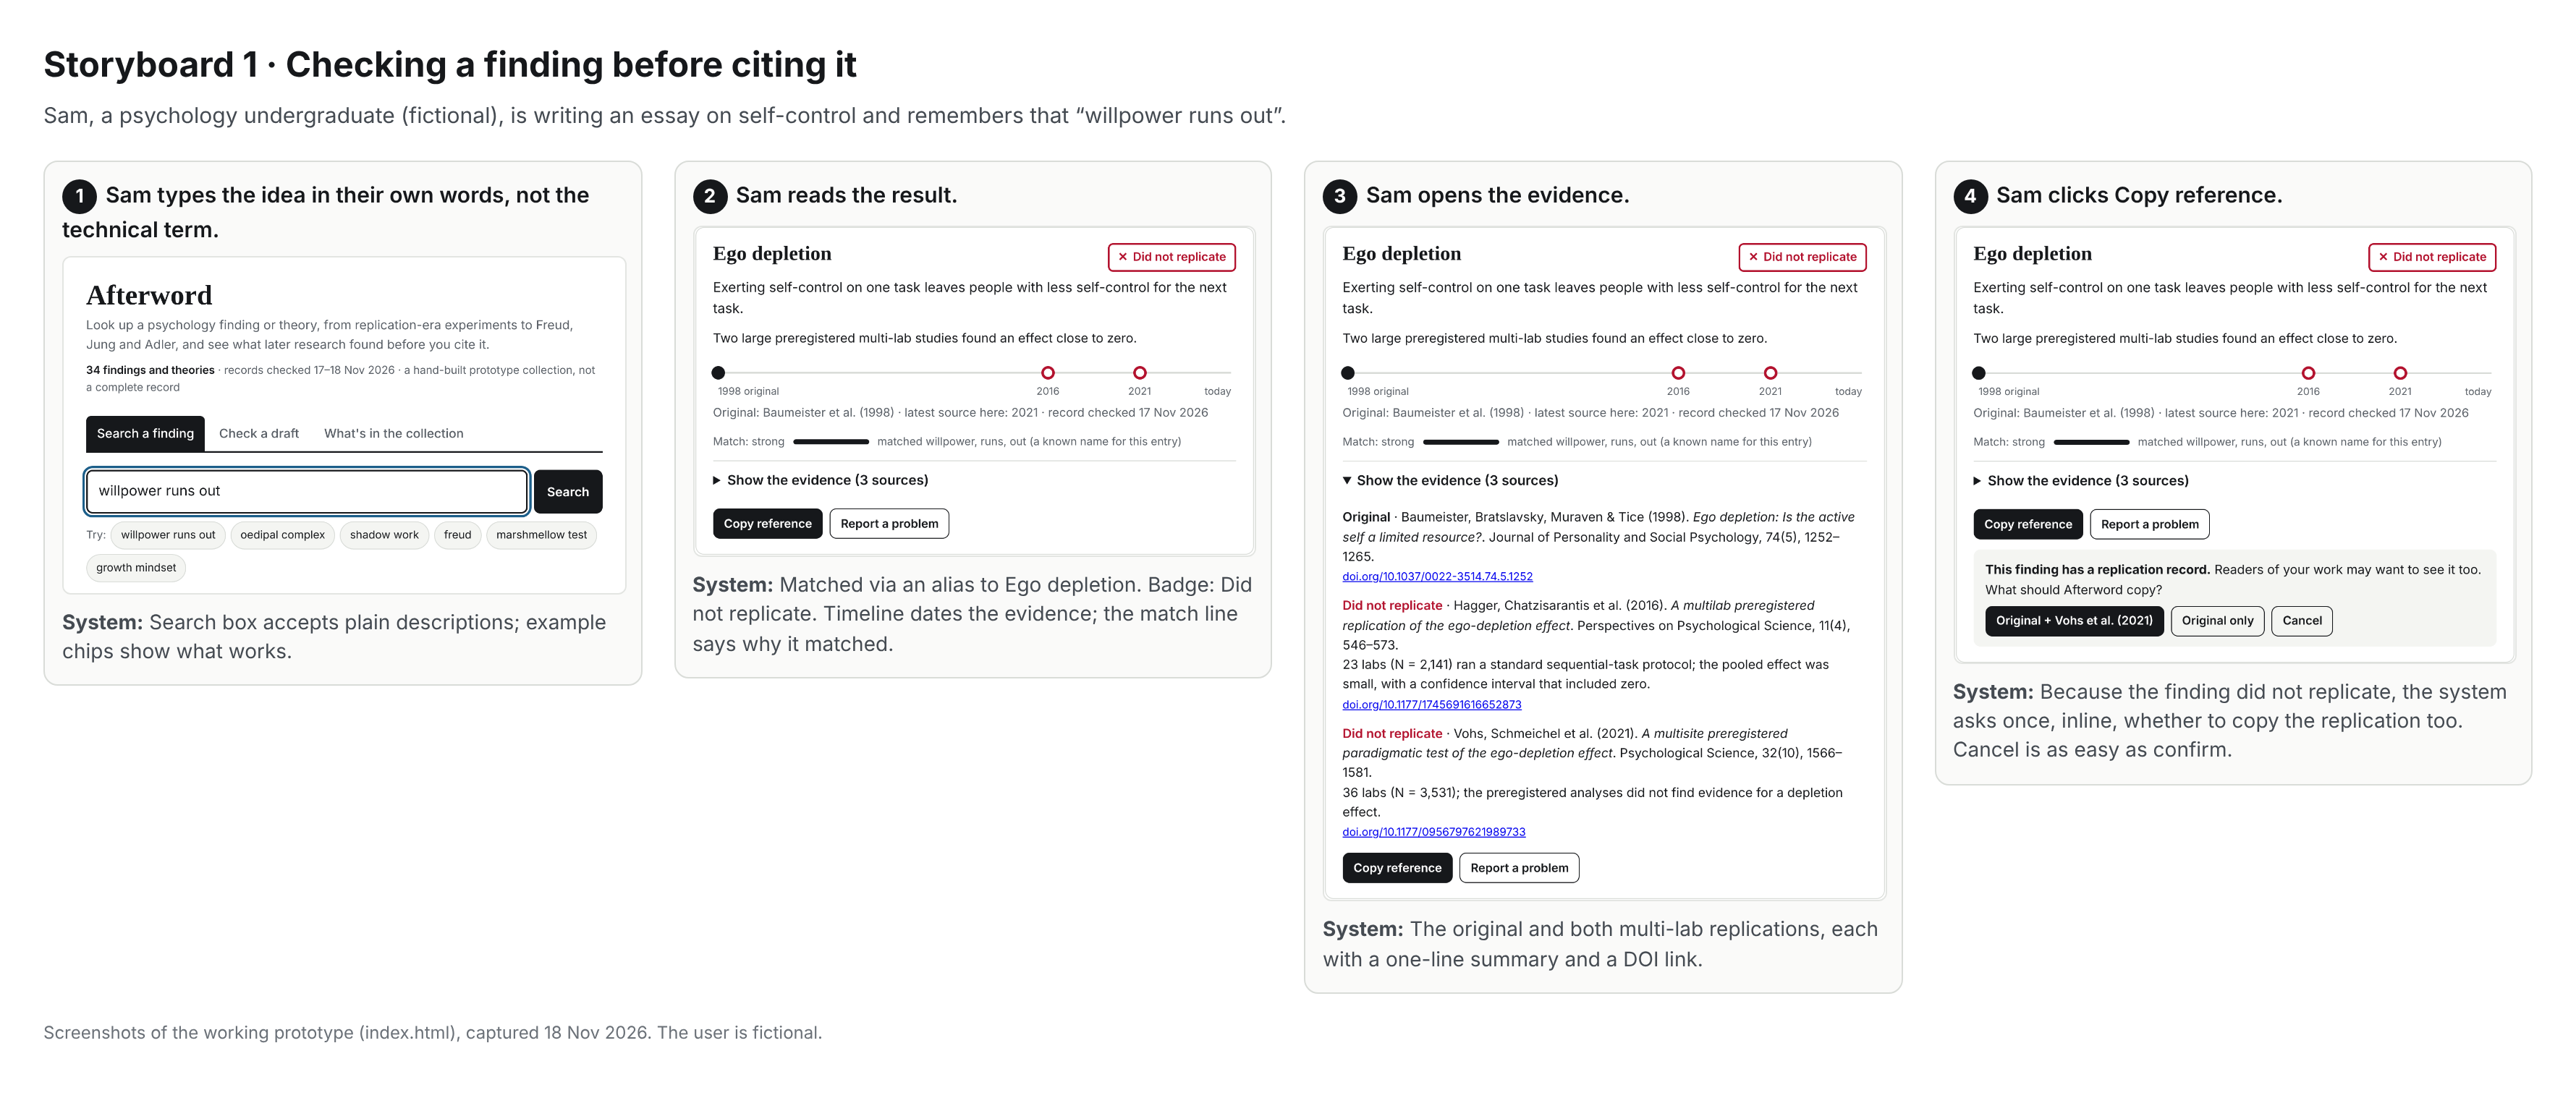 Storyboard 1 · Checking a finding before citing it
Sam, a psychology undergraduate (fictional), is writing an essay on self-control and remembers that “willpower runs out”.
1 Sam types the idea in their own words, not the
technical term.
Afterword
Look up a psychology finding or theory, from replication-era experiments to Freud,
Jung and Adler, and see what later research found before you cite it.
34 findings and theories · records checked 17–18 Nov 2026 · a hand-built prototype collection, not
a complete record
Search a finding Check a draft What's in the collection
willpower runs out Search
Try: willpower runs out oedipal complex shadow work freud marshmellow test
growth mindset
System: Search box accepts plain descriptions; example
chips show what works.
2 Sam reads the result.
Ego depletion ✕ Did not replicate
Exerting self-control on one task leaves people with less self-control for the next
task.
Two large preregistered multi-lab studies found an effect close to zero.
1998 original 2016 2021 today
Original: Baumeister et al. (1998) · latest source here: 2021 · record checked 17 Nov 2026
Match: strong matched willpower, runs, out (a known name for this entry)
▶ Show the evidence (3 sources)
Copy reference Report a problem
System: Matched via an alias to Ego depletion. Badge: Did
not replicate. Timeline dates the evidence; the match line
says why it matched.
3 Sam opens the evidence.
Ego depletion ✕ Did not replicate
Exerting self-control on one task leaves people with less self-control for the next
task.
Two large preregistered multi-lab studies found an effect close to zero.
1998 original 2016 2021 today
Original: Baumeister et al. (1998) · latest source here: 2021 · record checked 17 Nov 2026
Match: strong matched willpower, runs, out (a known name for this entry)
▼ Show the evidence (3 sources)
Original · Baumeister, Bratslavsky, Muraven & Tice (1998). Ego depletion: Is the active
self a limited resource?. Journal of Personality and Social Psychology, 74(5), 1252–
1265.
doi.org/10.1037/0022-3514.74.5.1252
Did not replicate · Hagger, Chatzisarantis et al. (2016). A multilab preregistered
replication of the ego-depletion effect. Perspectives on Psychological Science, 11(4),
546–573.
23 labs (N = 2,141) ran a standard sequential-task protocol; the pooled effect was
small, with a confidence interval that included zero.
doi.org/10.1177/1745691616652873
Did not replicate · Vohs, Schmeichel et al. (2021). A multisite preregistered
paradigmatic test of the ego-depletion effect. Psychological Science, 32(10), 1566–
1581.
36 labs (N = 3,531); the preregistered analyses did not find evidence for a depletion
effect.
doi.org/10.1177/0956797621989733
Copy reference Report a problem
System: The original and both multi-lab replications, each
with a one-line summary and a DOI link.
4 Sam clicks Copy reference.
Ego depletion ✕ Did not replicate
Exerting self-control on one task leaves people with less self-control for the next
task.
Two large preregistered multi-lab studies found an effect close to zero.
1998 original 2016 2021 today
Original: Baumeister et al. (1998) · latest source here: 2021 · record checked 17 Nov 2026
Match: strong matched willpower, runs, out (a known name for this entry)
▶ Show the evidence (3 sources)
Copy reference Report a problem
This finding has a replication record. Readers of your work may want to see it too.
What should Afterword copy?
Original + Vohs et al. (2021) Original only Cancel
System: Because the finding did not replicate, the system
asks once, inline, whether to copy the replication too.
Cancel is as easy as confirm.
Screenshots of the working prototype (index.html), captured 18 Nov 2026. The user is fictional.